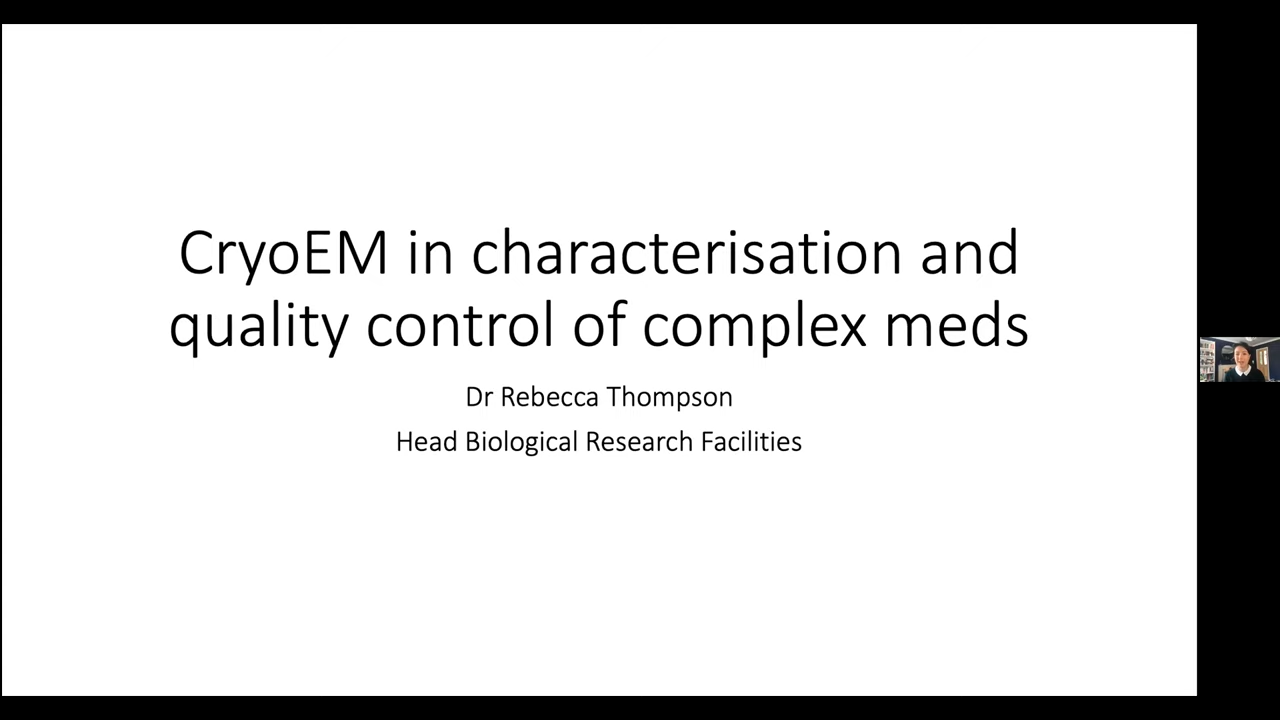 CryoEM in characterisation and
quality control of complex meds
Dr Rebecca Thompson
Head Biological Research Facilities